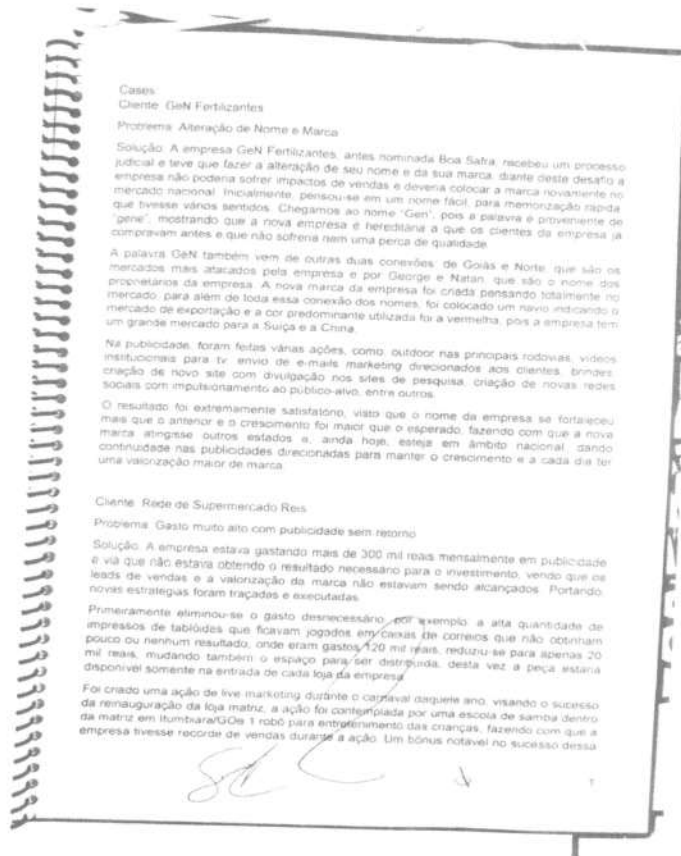 Cases:
Cliente: GeN Fertilizantes
Problema: Alteração de Nome e Marca
Solução: A empresa GeN Fertilizantes, antes nominada Boa Safra, recebeu um processo
judicial e teve que fazer a alteração de seu nome e da sua marca, diante deste desafio a
empresa não poderia sofrer impactos de vendas e deveria colocar a marca novamente no
mercado nacional. Inicialmente, pensou-se em um nome fácil, para memorização rápida
que tivesse vários sentidos. Chegamos ao nome "Gen", pois a palavra é proveniente de
"gene", mostrando que a nova empresa é hereditária a que os clientes da empresa já
compravam antes e que não sofreria nem uma perca de qualidade.
A palavra GeN também vem de outras duas conexões: de Goiás e Norte, que são os
mercados mais atacados pela empresa e por George e Natan, que são o nome dos
proprietários da empresa. A nova marca da empresa foi criada pensando totalmente no
mercado, para além de toda essa conexão dos nomes, foi colocado um navio indicando o
mercado de exportação e a cor predominante utilizada foi a vermelha, pois a empresa tem
um grande mercado para a Suíça e a China.
Na publicidade, foram feitas várias ações, como: outdoor nas principais rodovias, vídeos
institucionais para tv, envio de e-mails marketing direcionados aos clientes, brindes,
criação de novo site com divulgação nos sites de pesquisa, criação de novas redes
sociais com impulsionamento ao público-alvo, entre outros.
O resultado foi extremamente satisfatório, visto que o nome da empresa se fortaleceu
mais que o anterior e o crescimento foi maior que o esperado, fazendo com que a nova
marca atingisse outros estados e, ainda hoje, esteja em âmbito nacional, dando
continuidade nas publicidades direcionadas para manter o crescimento e a cada dia ter
uma valorização maior de marca.
Cliente: Rede de Supermercado Reis
Problema: Gasto muito alto com publicidade sem retorno
Solução: A empresa estava gastando mais de 300 mil reais mensalmente em publicidade
e via que não estava obtendo o resultado necessário para o investimento, vendo que os
leads de vendas e a valorização da marca não estavam sendo alcançados. Portando
novas estratégias foram traçadas e executadas.
Primeiramente eliminou-se o gasto desnecessário, por exemplo, a alta quantidade de
impressos de tablóides que ficavam jogados em caixas de correios que não obtinham
pouco ou nenhum resultado, onde eram gastos 120 mil reais, reduziu-se para apenas 20
mil reais, mudando também o espaço para ser distribuída, desta vez a peça estaria
disponível somente na entrada de cada loja da empresa.
Foi criado uma ação de live marketing durante o carnaval daquele ano, visando o sucesso
da reinauguração da loja matriz, a ação foi contemplada por uma escola de samba dentro
da matriz em Itumbiara/GOe 1 robô para entretenimento das crianças, fazendo com que a
empresa tivesse recorde de vendas durante a ação. Um bônus notável no sucesso dessa